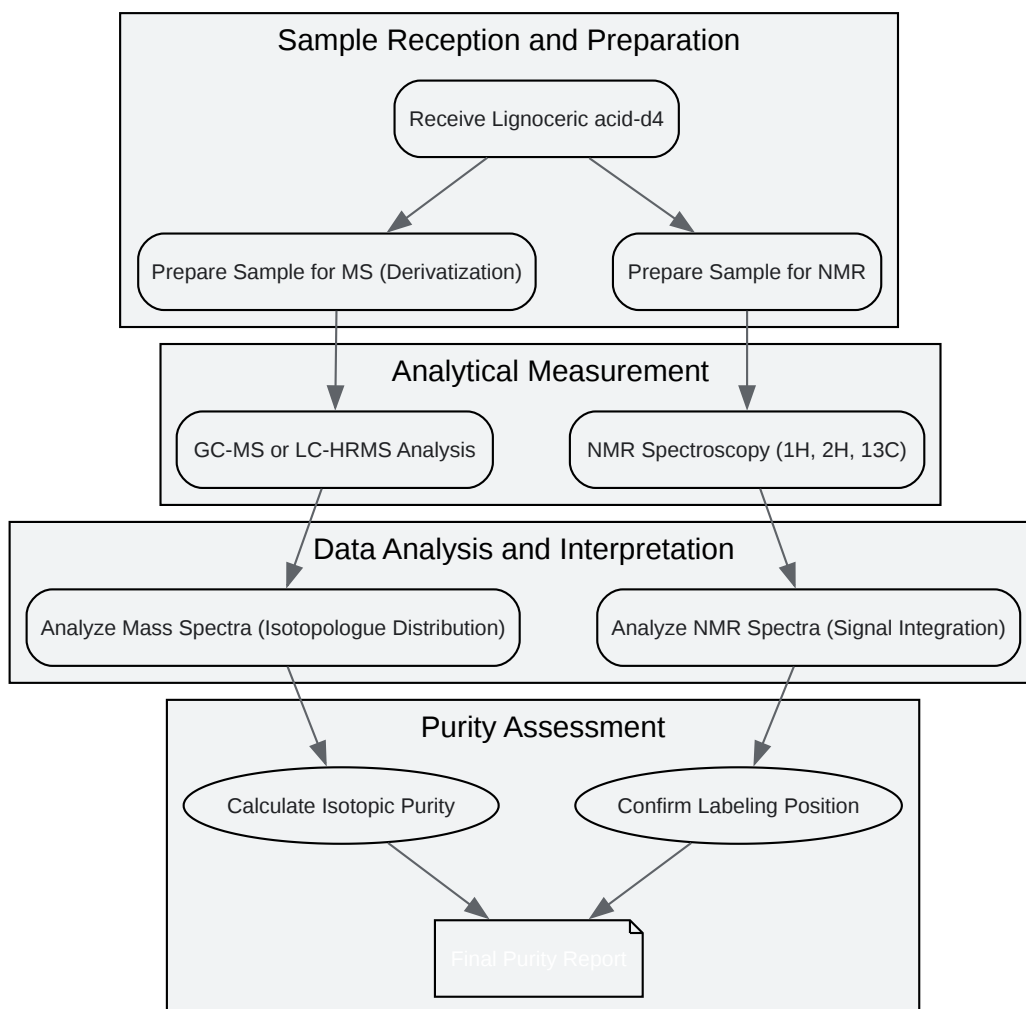 Sample Reception and Preparation
Receive Lignoceric acid-d4
Prepare Sample for MS (Derivatization)
Prepare Sample for NMR
Analytical Measurement
GC-MS or LC-HRMS Analysis
NMR Spectroscopy (1H, 2H, 13C)
Data Analysis and Interpretation
Analyze Mass Spectra (Isotopologue Distribution)
Analyze NMR Spectra (Signal Integration)
Purity Assessment
Calculate Isotopic Purity
Confirm Labeling Position
Final Purity Report